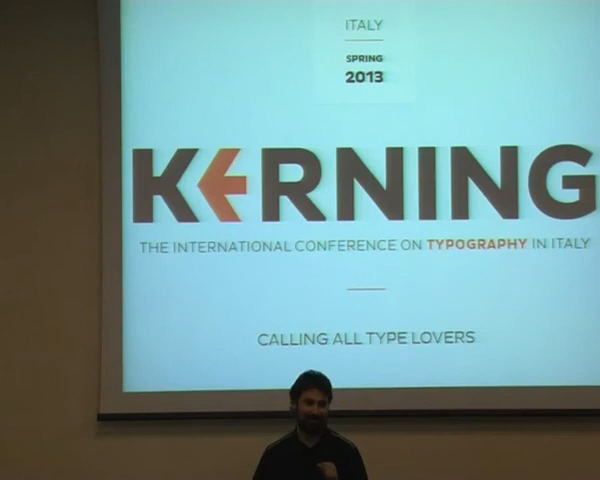 ITALY
SPRING
2013
KERNING
THE INTERNATIONAL CONFERENCE ON TYPOGRAPHY IN ITALY
CALLING ALL TYPE LOVERS